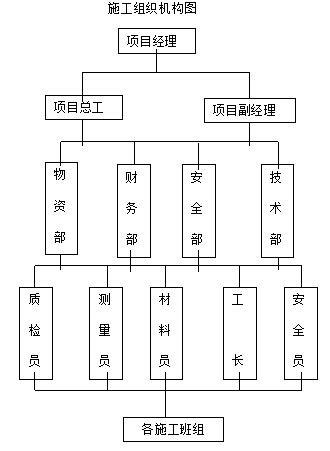 施工组织机构图
项目经理
项目总工
项目副经理
物资部
财务部
安全部
技术部
质检员
测量员
材料员
工长
安全员
各施工班组